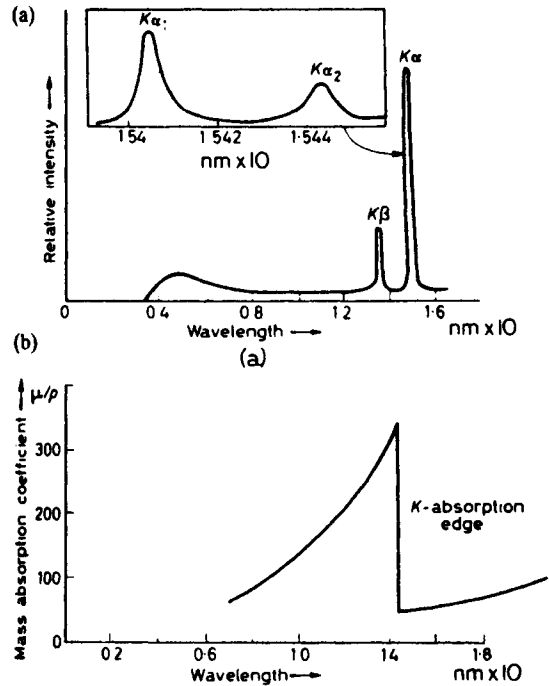 (a)
Kα₁
Kα₂
Kα
1·54
1·542
1·544
nm x 10
Kβ
Relative intensity
0
0·4
0·8
1·2
1·6
Wavelength
nm x 10
(a.)
(b)
μ/ρ
Mass absorption coefficient
300
200
100
0
K-absorption
edge
0·2
0·6
1·0
1·4
1·8
Wavelength
nm x 10